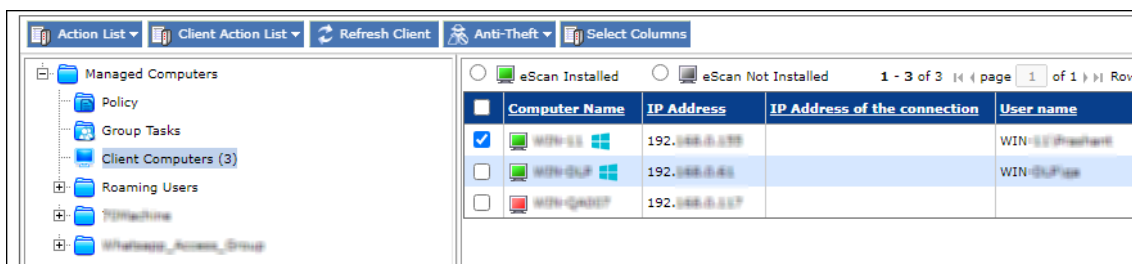 Action List Client Action List Refresh Client Anti-Theft Select Columns
Managed Computers
Policy
Group Tasks
Client Computers (3)
Roaming Users
eScan Installed eScan Not Installed 1 - 3 of 3 page 1 of 1 Row
Computer Name IP Address IP Address of the connection User name
192. WIN-
192. WIN-
192.